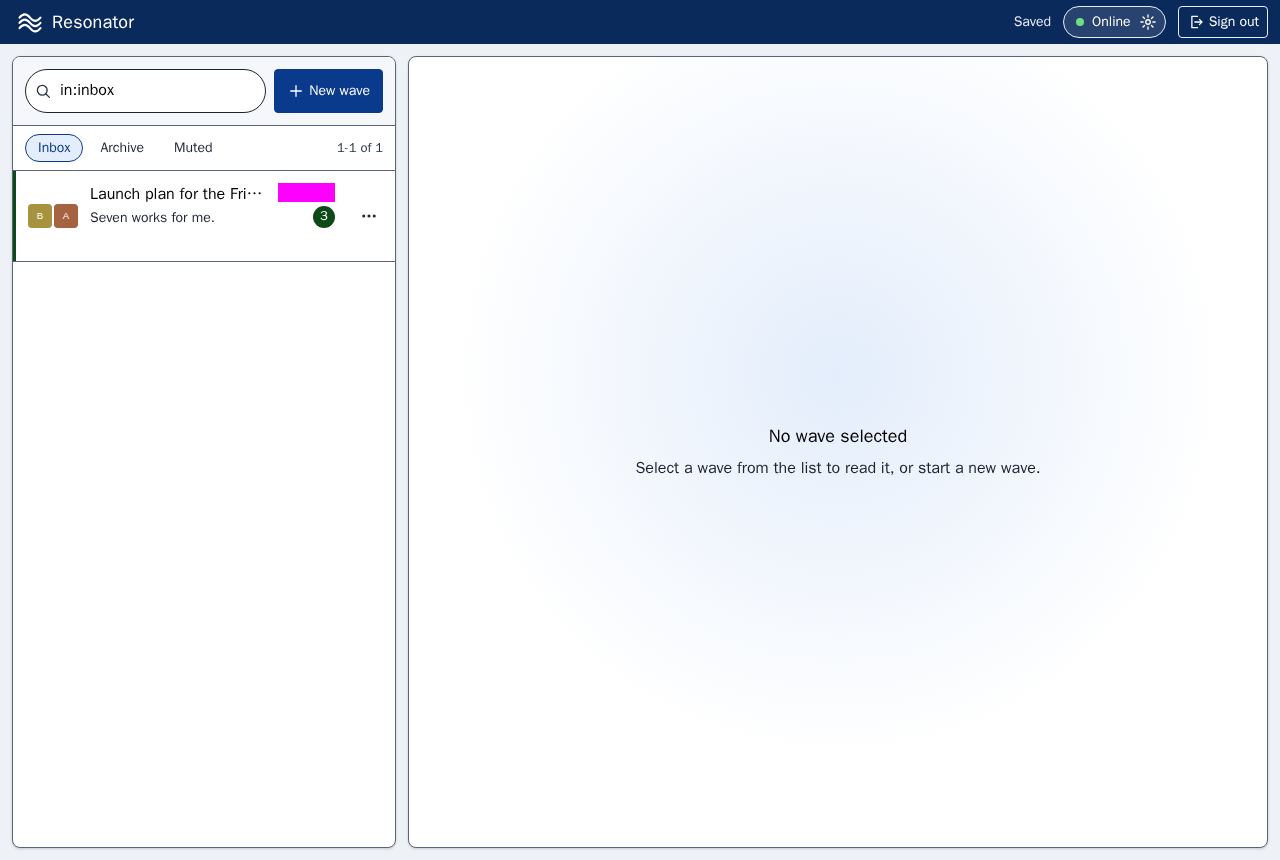 Resonator
Saved
Online
Sign out
in:inbox
New wave
Inbox
Archive
Muted
1-1 of 1
Launch plan for the Fri···
B
A
Seven works for me.
3
No wave selected
Select a wave from the list to read it, or start a new wave.